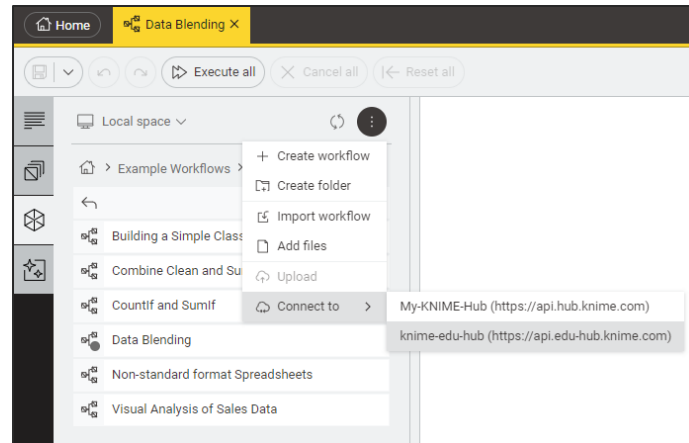 Home
Data Blending
Execute all
Cancel all
Reset all
Local space
Example Workflows
Create workflow
Create folder
Import workflow
Add files
Upload
Connect to
My-KNIME-Hub (https://api.hub.knime.com)
knime-edu-hub (https://api.edu-hub.knime.com)
Building a Simple Class
Combine Clean and Su
CountIf and SumIf
Data Blending
Non-standard format Spreadsheets
Visual Analysis of Sales Data